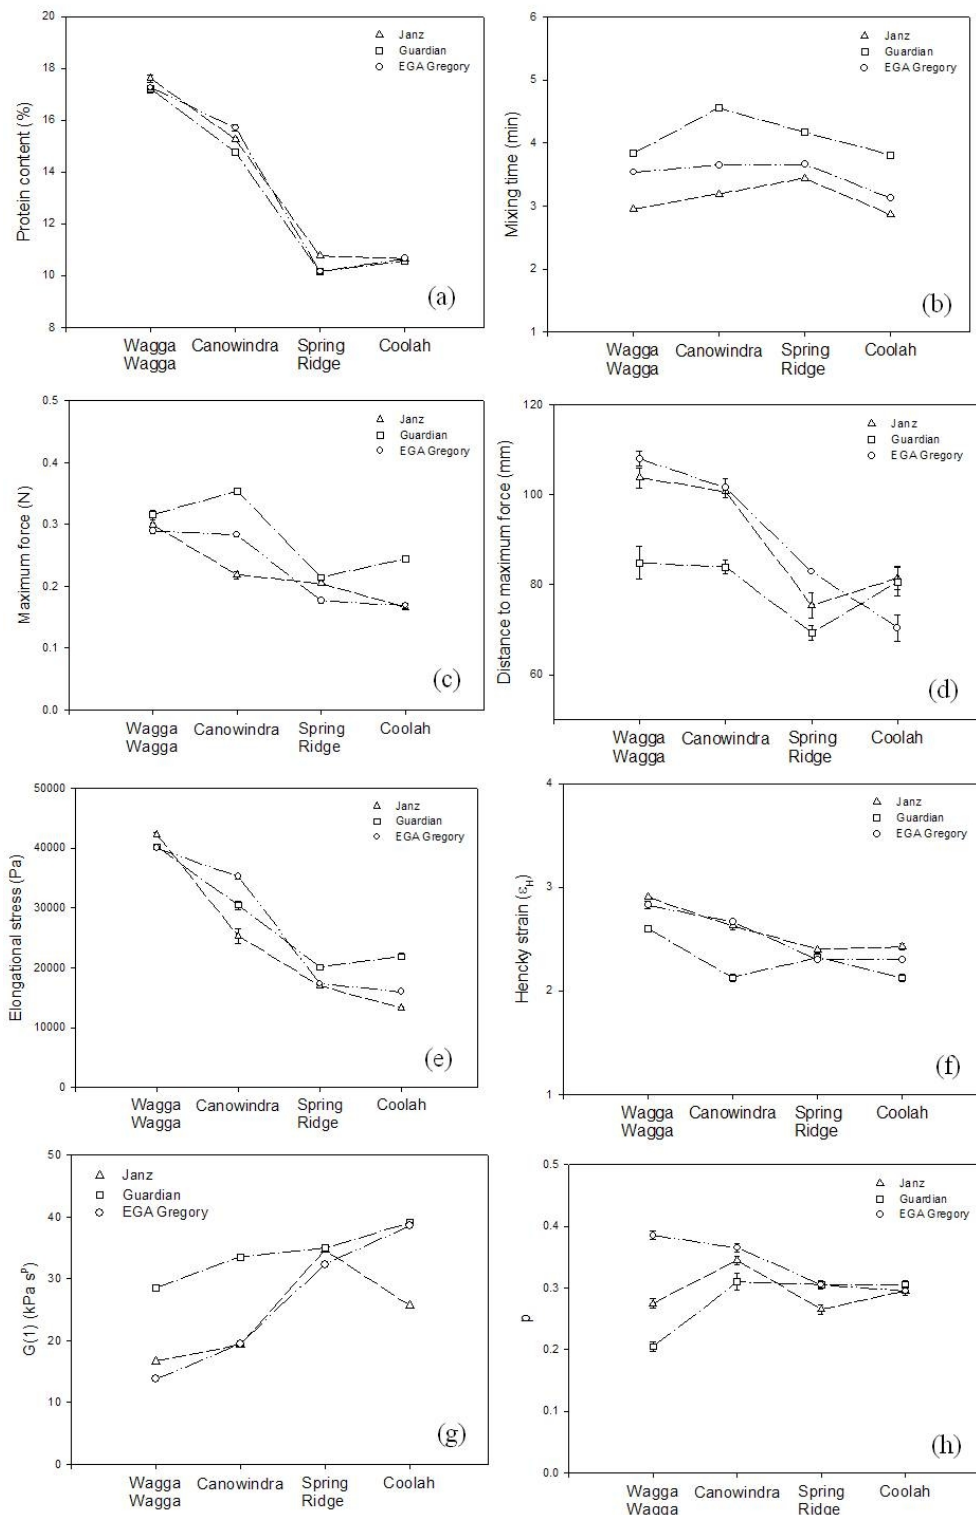 20
18
16
14
12
10
8
Protein content (%)
Janz
Guardian
EGA Gregory
(a)
Wagga Wagga
Canowindra
Spring Ridge
Coolah
6
5
4
3
2
1
Mixing time (min)
Janz
Guardian
EGA Gregory
(b)
Wagga Wagga
Canowindra
Spring Ridge
Coolah
0.5
0.4
0.3
0.2
0.1
0.0
Maximum force (N)
Janz
Guardian
EGA Gregory
(c)
Wagga Wagga
Canowindra
Spring Ridge
Coolah
120
100
80
60
Distance to maximum force (mm)
Janz
Guardian
EGA Gregory
(d)
Wagga Wagga
Canowindra
Spring Ridge
Coolah
50000
40000
30000
20000
10000
0
Elongational stress (Pa)
Janz
Guardian
EGA Gregory
(e)
Wagga Wagga
Canowindra
Spring Ridge
Coolah
4
3
2
1
Hencky strain (εH)
Janz
Guardian
EGA Gregory
(f)
Wagga Wagga
Canowindra
Spring Ridge
Coolah
50
40
30
20
10
0
G(1) (kPa sᵖ)
Janz
Guardian
EGA Gregory
(g)
Wagga Wagga
Canowindra
Spring Ridge
Coolah
0.5
0.4
0.3
0.2
0.0
p
Janz
Guardian
EGA Gregory
(h)
Wagga Wagga
Canowindra
Spring Ridge
Coolah